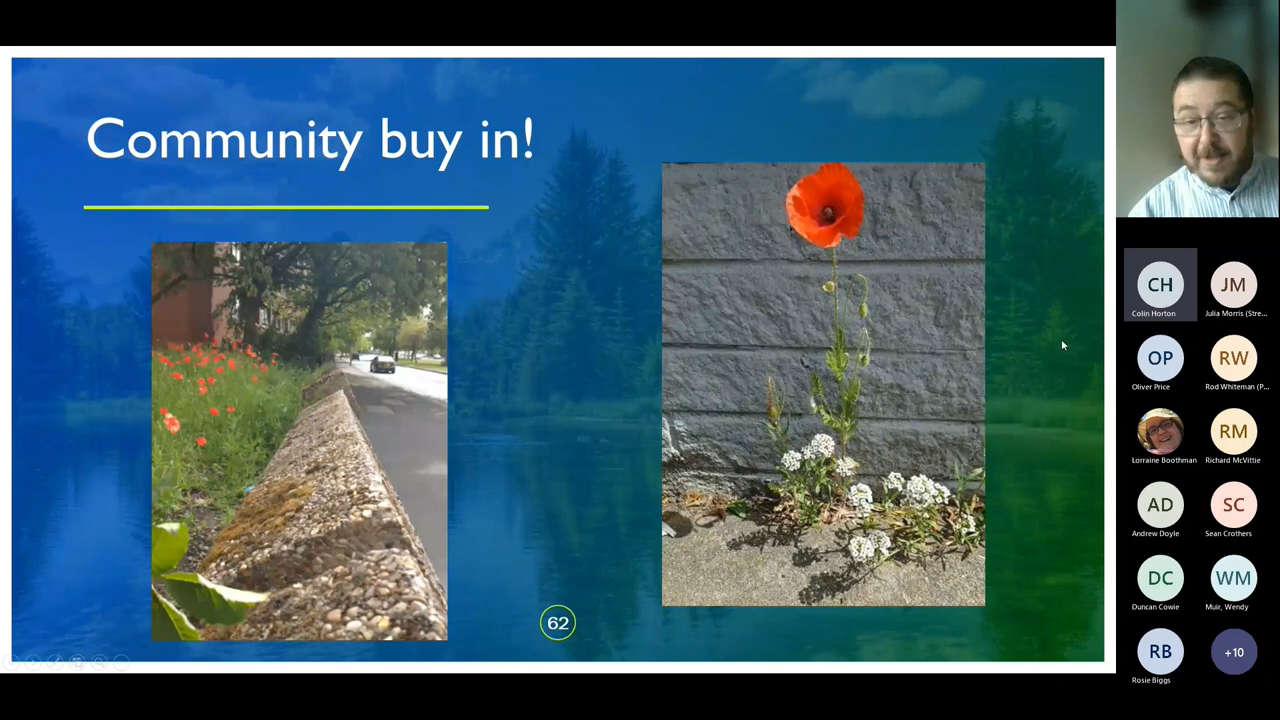 Community buy in!
62
CH
Colin Horton
JM
Julia Morris (Stre...
OP
Oliver Price
RW
Rod Whiteman (P...
Lorraine Boothman
RM
Richard McVittie
AD
Andrew Doyle
SC
Sean Crothers
DC
Duncan Cowie
WM
Muir, Wendy
RB
Rosie Biggs
+10